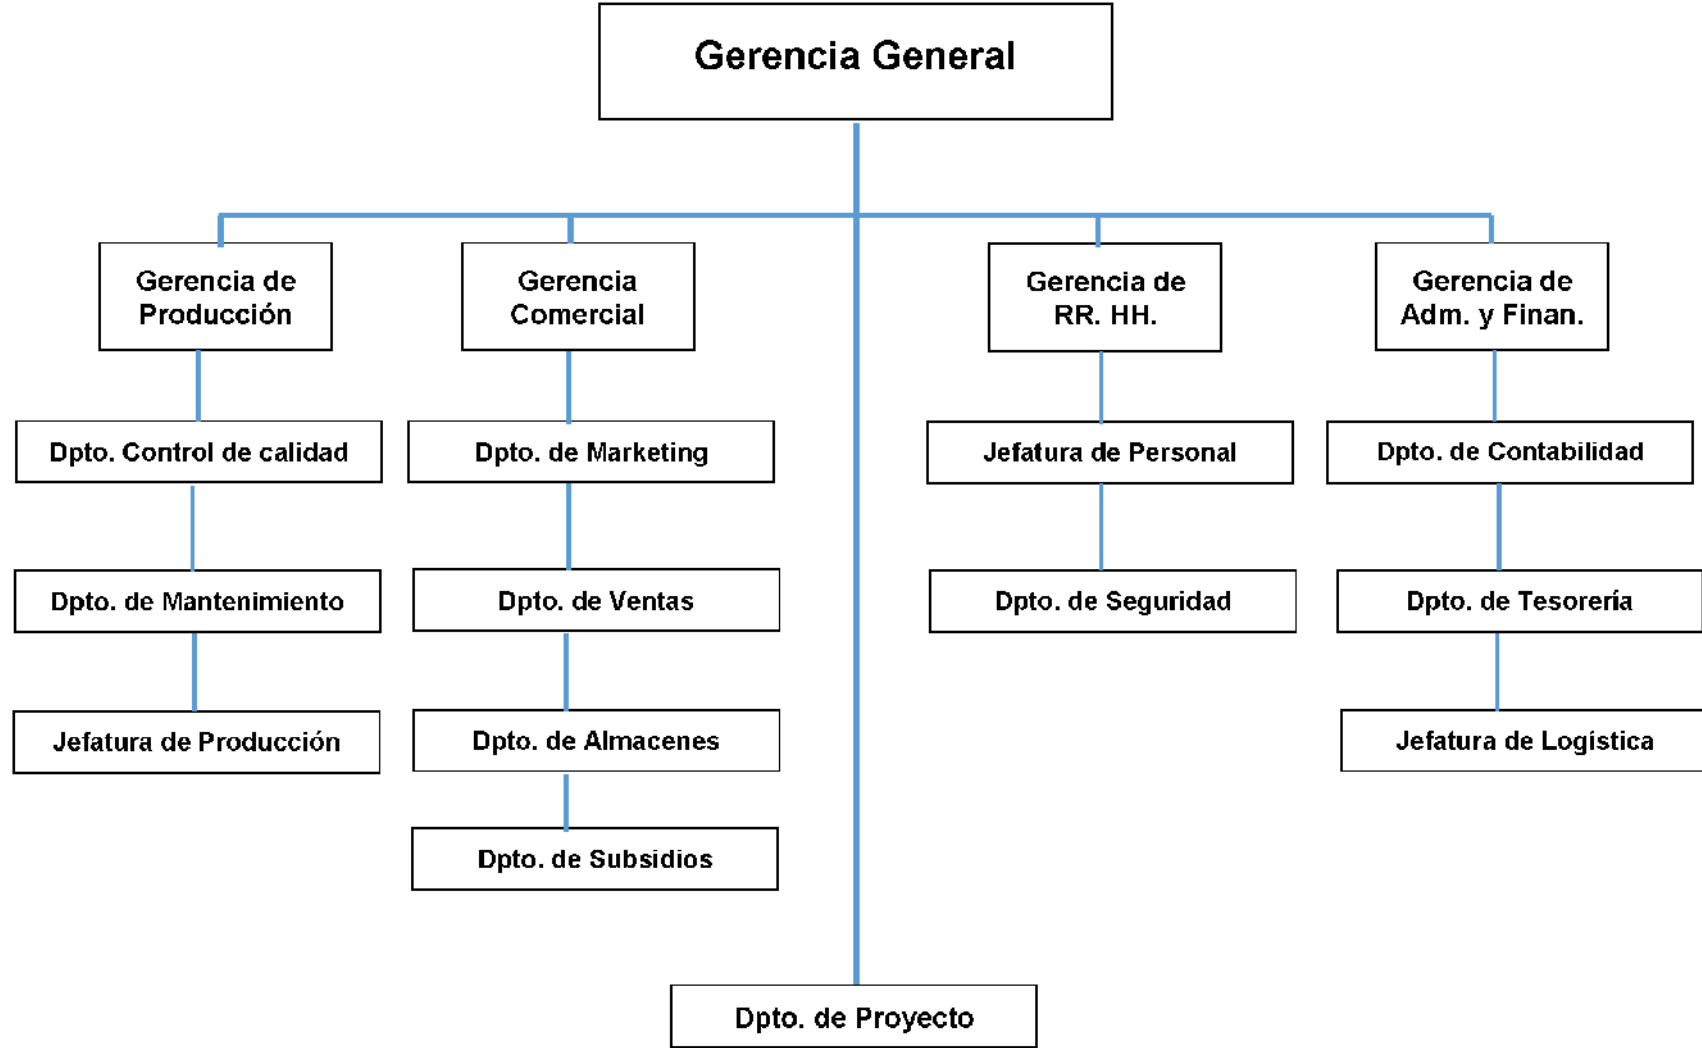 Gerencia General
Gerencia de
Producción
Gerencia
Comercial
Gerencia de
RR. HH.
Gerencia de
Adm. y Finan.
Dpto. Control de calidad
Dpto. de Marketing
Jefatura de Personal
Dpto. de Contabilidad
Dpto. de Mantenimiento
Dpto. de Ventas
Dpto. de Seguridad
Dpto. de Tesorería
Jefatura de Producción
Dpto. de Almacenes
Jefatura de Logística
Dpto. de Subsidios
Dpto. de Proyecto